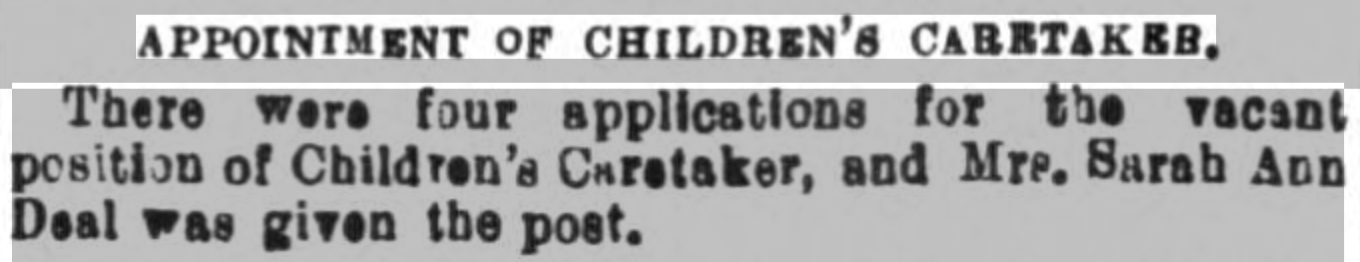 APPOINTMENT OF CHILDREN'S CARETAKER.
There were four applications for the vacant
position of Children's Caretaker, and Mrs. Sarah Ann
Deal was given the post.